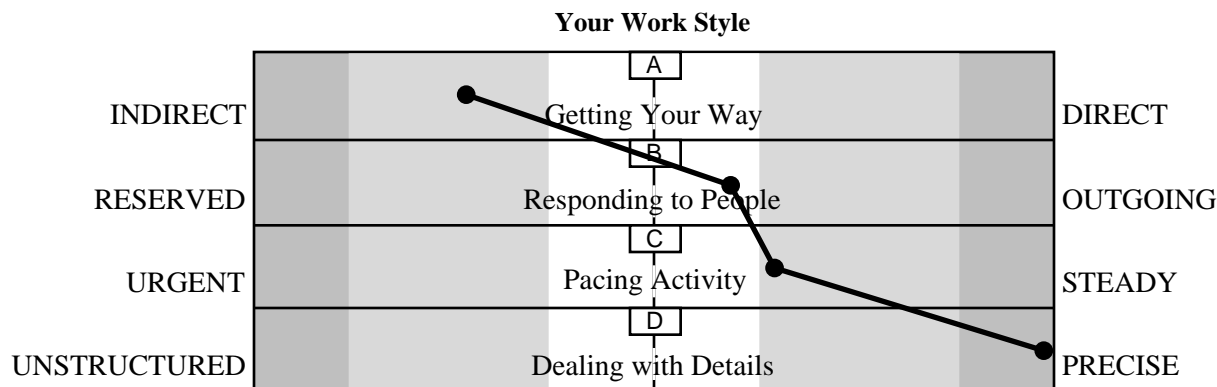 Your Work Style
A
INDIRECT Getting Your Way DIRECT
B
RESERVED Responding to People OUTGOING
C
URGENT Pacing Activity STEADY
D
UNSTRUCTURED Dealing with Details PRECISE